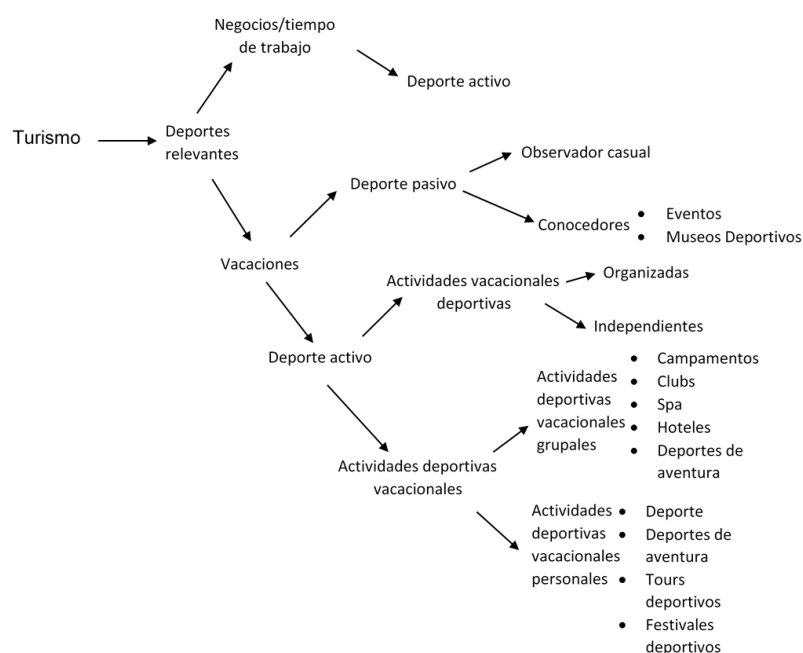 Negocios/tiempo
de trabajo
Deporte activo
Turismo
Deportes
relevantes
Observador casual
Deporte pasivo
Conocedores
• Eventos
• Museos Deportivos
Vacaciones
Actividades vacacionales
deportivas
Organizadas
Independientes
Deporte activo
Actividades
deportivas
vacacionales
grupales
• Campamentos
• Clubs
• Spa
• Hoteles
• Deportes de
aventura
Actividades deportivas
vacacionales
Actividades
deportivas
vacacionales
personales
• Deporte
• Deportes de
aventura
• Tours
deportivos
• Festivales
deportivos